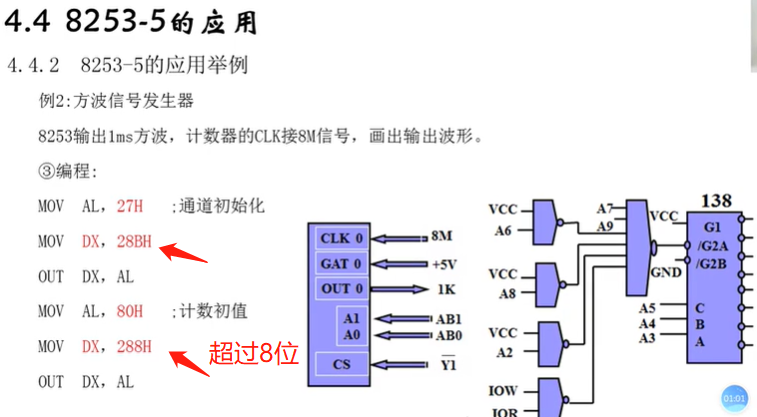 4.4 8253-5的应用
4.4.2 8253-5的应用举例
例2:方波信号发生器
8253输出1ms方波，计数器的CLK接8M信号，画出输出波形。
③编程:
MOV AL，27H ;通道初始化
MOV DX，28BH
OUT DX，AL
MOV AL，80H ;计数初值
MOV DX，288H
OUT DX，AL
超过8位
CLK 0
8M
GAT 0
+5V
OUT 0
1K
A1
AB1
A0
AB0
CS
Y1
VCC
A6
VCC
A8
VCC
A2
IOW
IOR
A7
A9
138
VCC
G1
/G2A
/G2B
GND
A5
C
A4
B
A3
A
01:01